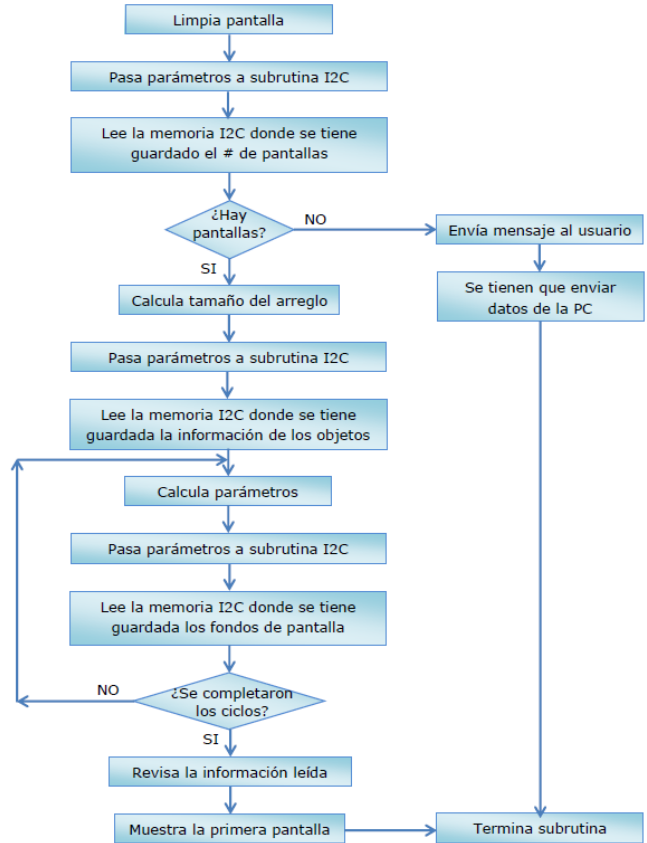 Limpia pantalla
Pasa parámetros a subrutina I2C
Lee la memoria I2C donde se tiene
guardado el # de pantallas
¿Hay
pantallas?
NO
Envía mensaje al usuario
SI
Se tienen que enviar
datos de la PC
Calcula tamaño del arreglo
Pasa parámetros a subrutina I2C
Lee la memoria I2C donde se tiene
guardada la información de los objetos
Calcula parámetros
Pasa parámetros a subrutina I2C
Lee la memoria I2C donde se tiene
guardada los fondos de pantalla
NO
¿Se completaron
los ciclos?
SI
Revisa la información leída
Muestra la primera pantalla
Termina subrutina